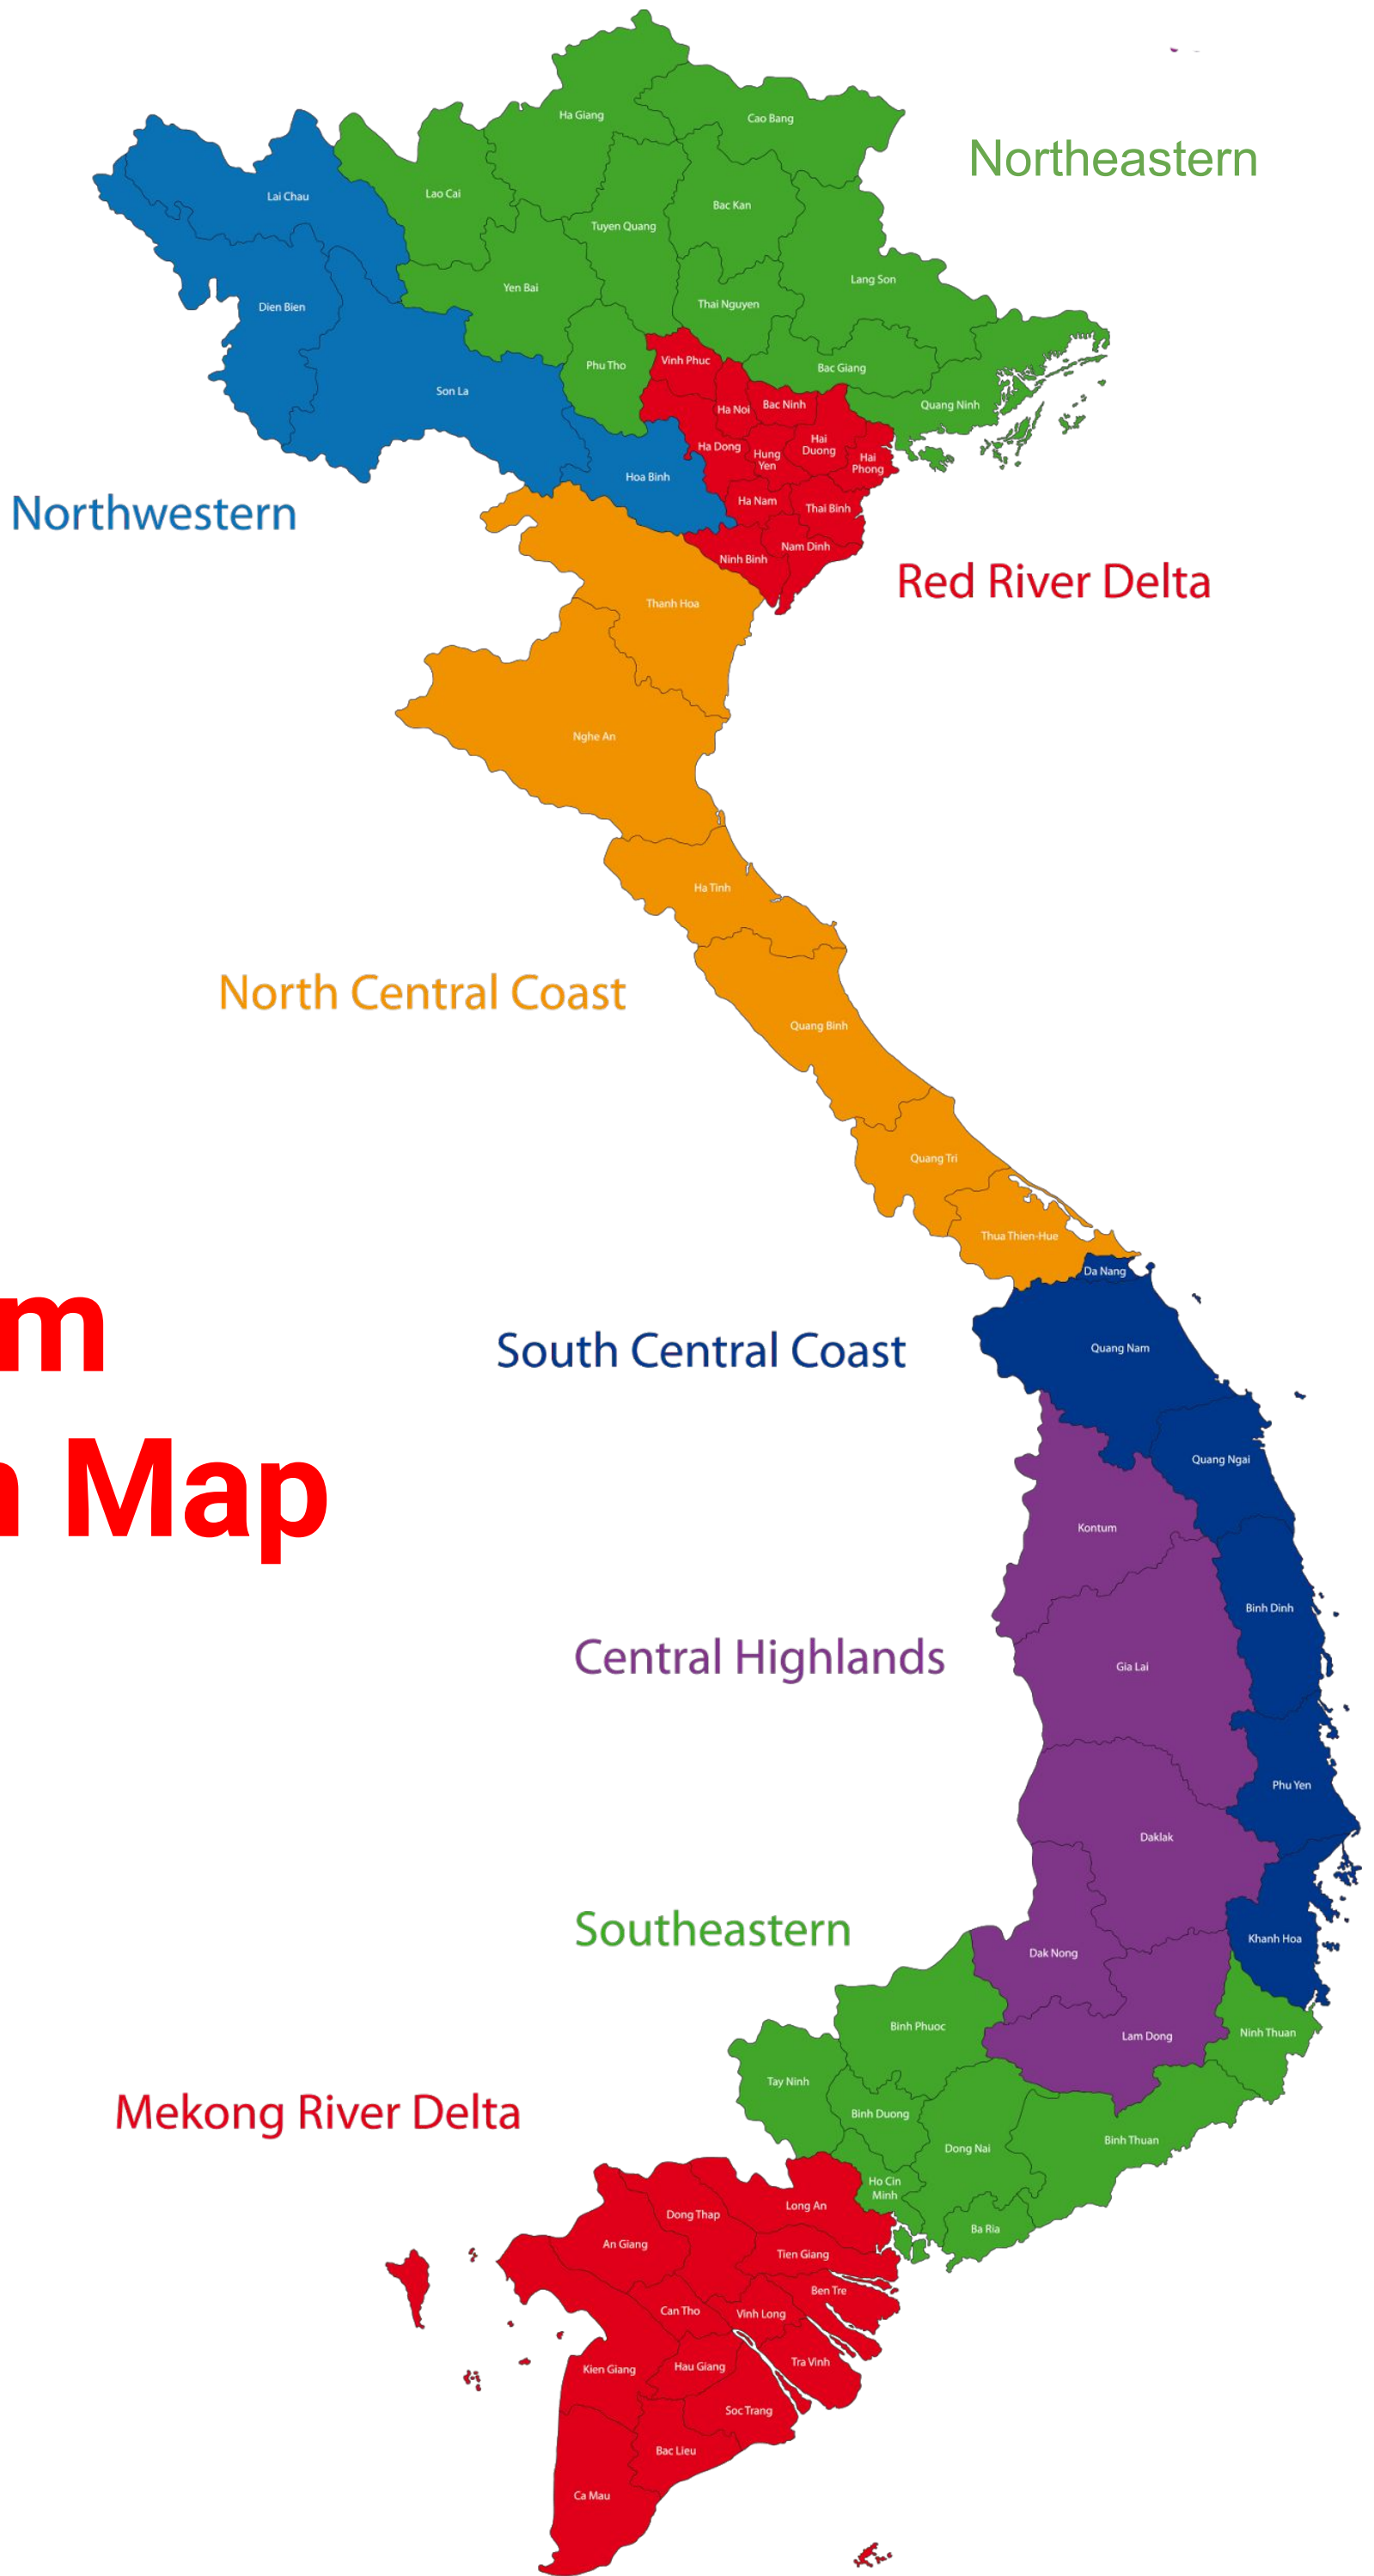 Ha Giang
Cao Bang
Northeastern
Lai Chau
Lao Cai
Bac Kan
Tuyen Quang
Lang Son
Yen Bai
Dien Bien
Thai Nguyen
Vinh Phuc
Phu Tho
Bac Giang
Son La
Ha Noi
Bac Ninh
Quang Ninh
Ha Dong
Hai
Duong
Hung
Yen
Hai
Phong
Hoa Binh
Ha Nam
Thai Binh
Northwestern
Nam Dinh
Ninh Binh
Red River Delta
Thanh Hoa
Nghe An
Ha Tinh
North Central Coast
Quang Binh
Quang Tri
Thua Thien-Hue
Da Nang
m
South Central Coast
Quang Nam
Quang Ngai
n Map
Kontum
Binh Dinh
Central Highlands
Gia Lai
Phu Yen
Daklak
Southeastern
Khanh Hoa
Dak Nong
Binh Phuoc
Lam Dong
Ninh Thuan
Tay Ninh
Mekong River Delta
Binh Duong
Binh Thuan
Dong Nai
Ho Cin
Minh
Long An
Dong Thap
Ba Ria
An Giang
Tien Giang
Ben Tre
Can Tho
Vinh Long
Tra Vinh
Kien Giang
Hau Giang
Soc Trang
Bac Lieu
Ca Mau